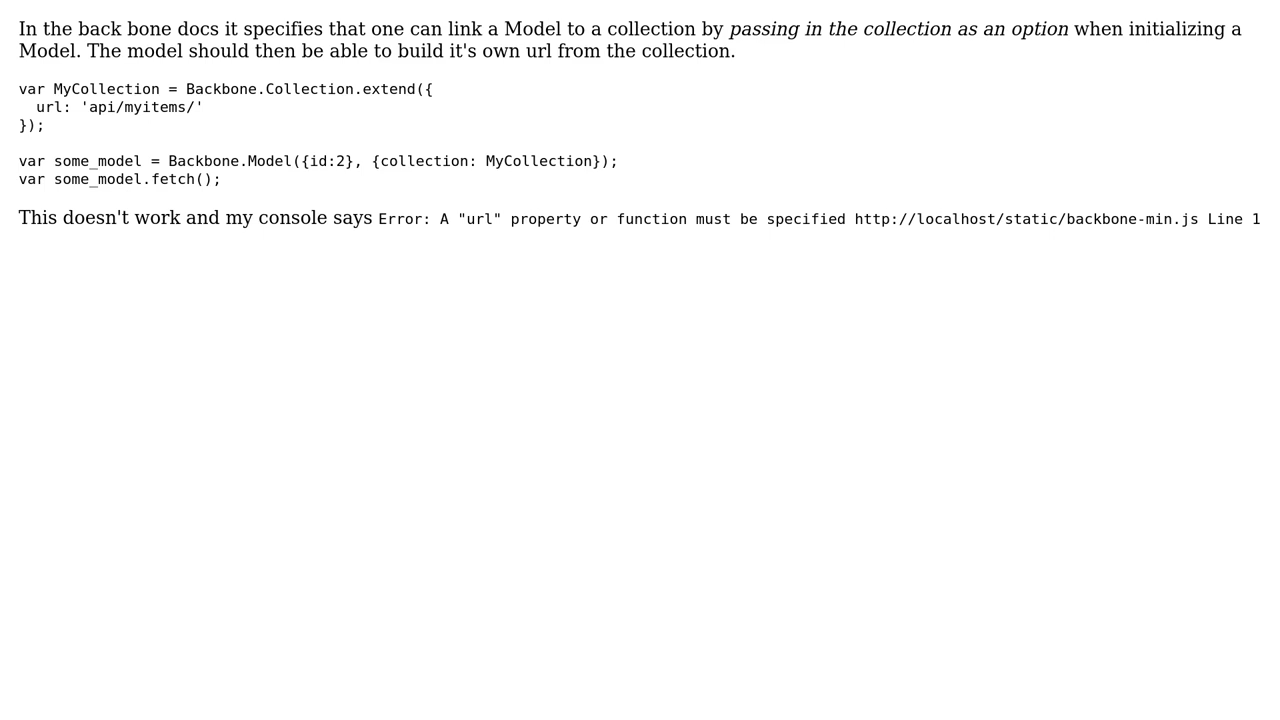 In the back bone docs it specifies that one can link a Model to a collection by passing in the collection as an option when initializing a
Model. The model should then be able to build it's own url from the collection.
var MyCollection = Backbone.Collection.extend({
  url: 'api/myitems/'
});
var some_model = Backbone.Model({id:2}, {collection: MyCollection});
var some_model.fetch();
This doesn't work and my console says Error: A "url" property or function must be specified http://localhost/static/backbone-min.js Line 1